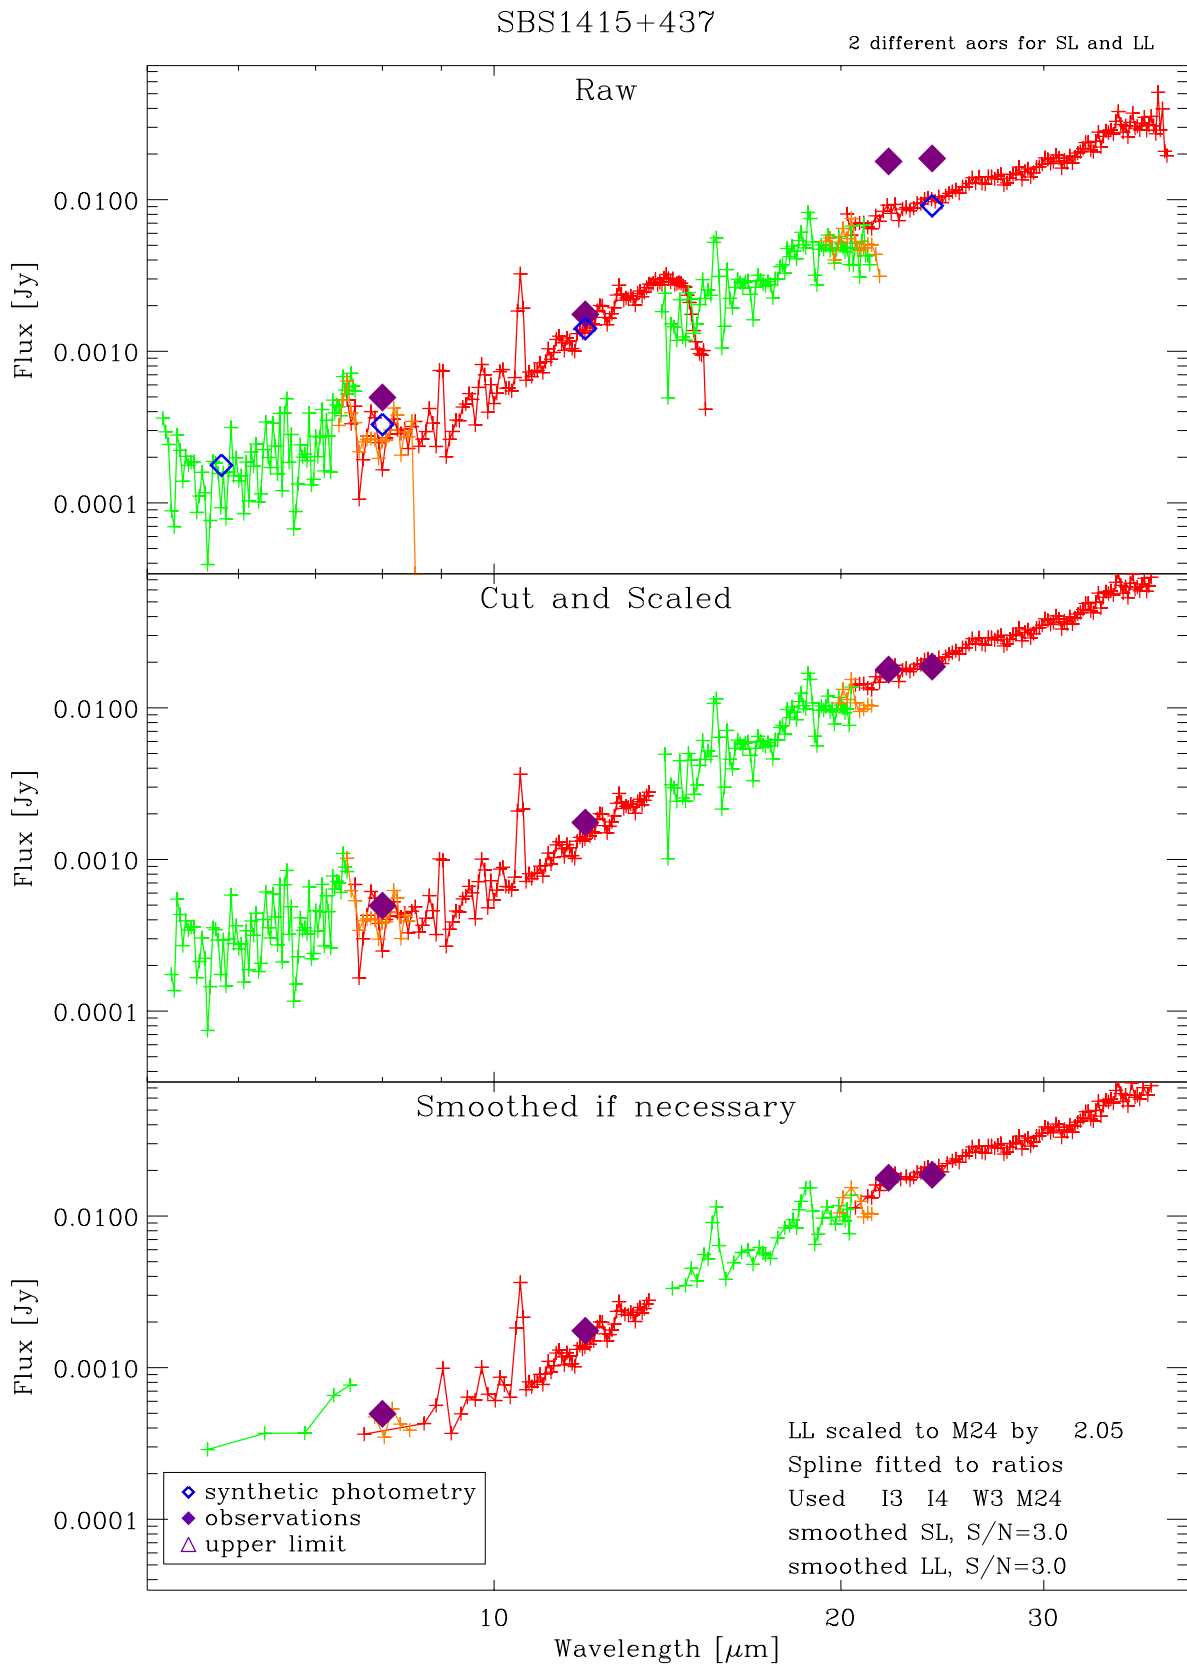 SBS1415+437
2 different aors for SL and LL
Raw
0.0100
0.0010
0.0001
Flux [Jy]
Cut and Scaled
0.0100
0.0010
0.0001
Flux [Jy]
Smoothed if necessary
0.0100
0.0010
0.0001
Flux [Jy]
LL scaled to M24 by 2.05
Spline fitted to ratios
Used I3 I4 W3 M24
smoothed SL, S/N=3.0
smoothed LL, S/N=3.0
synthetic photometry
observations
upper limit
10 20 30
Wavelength [μm]